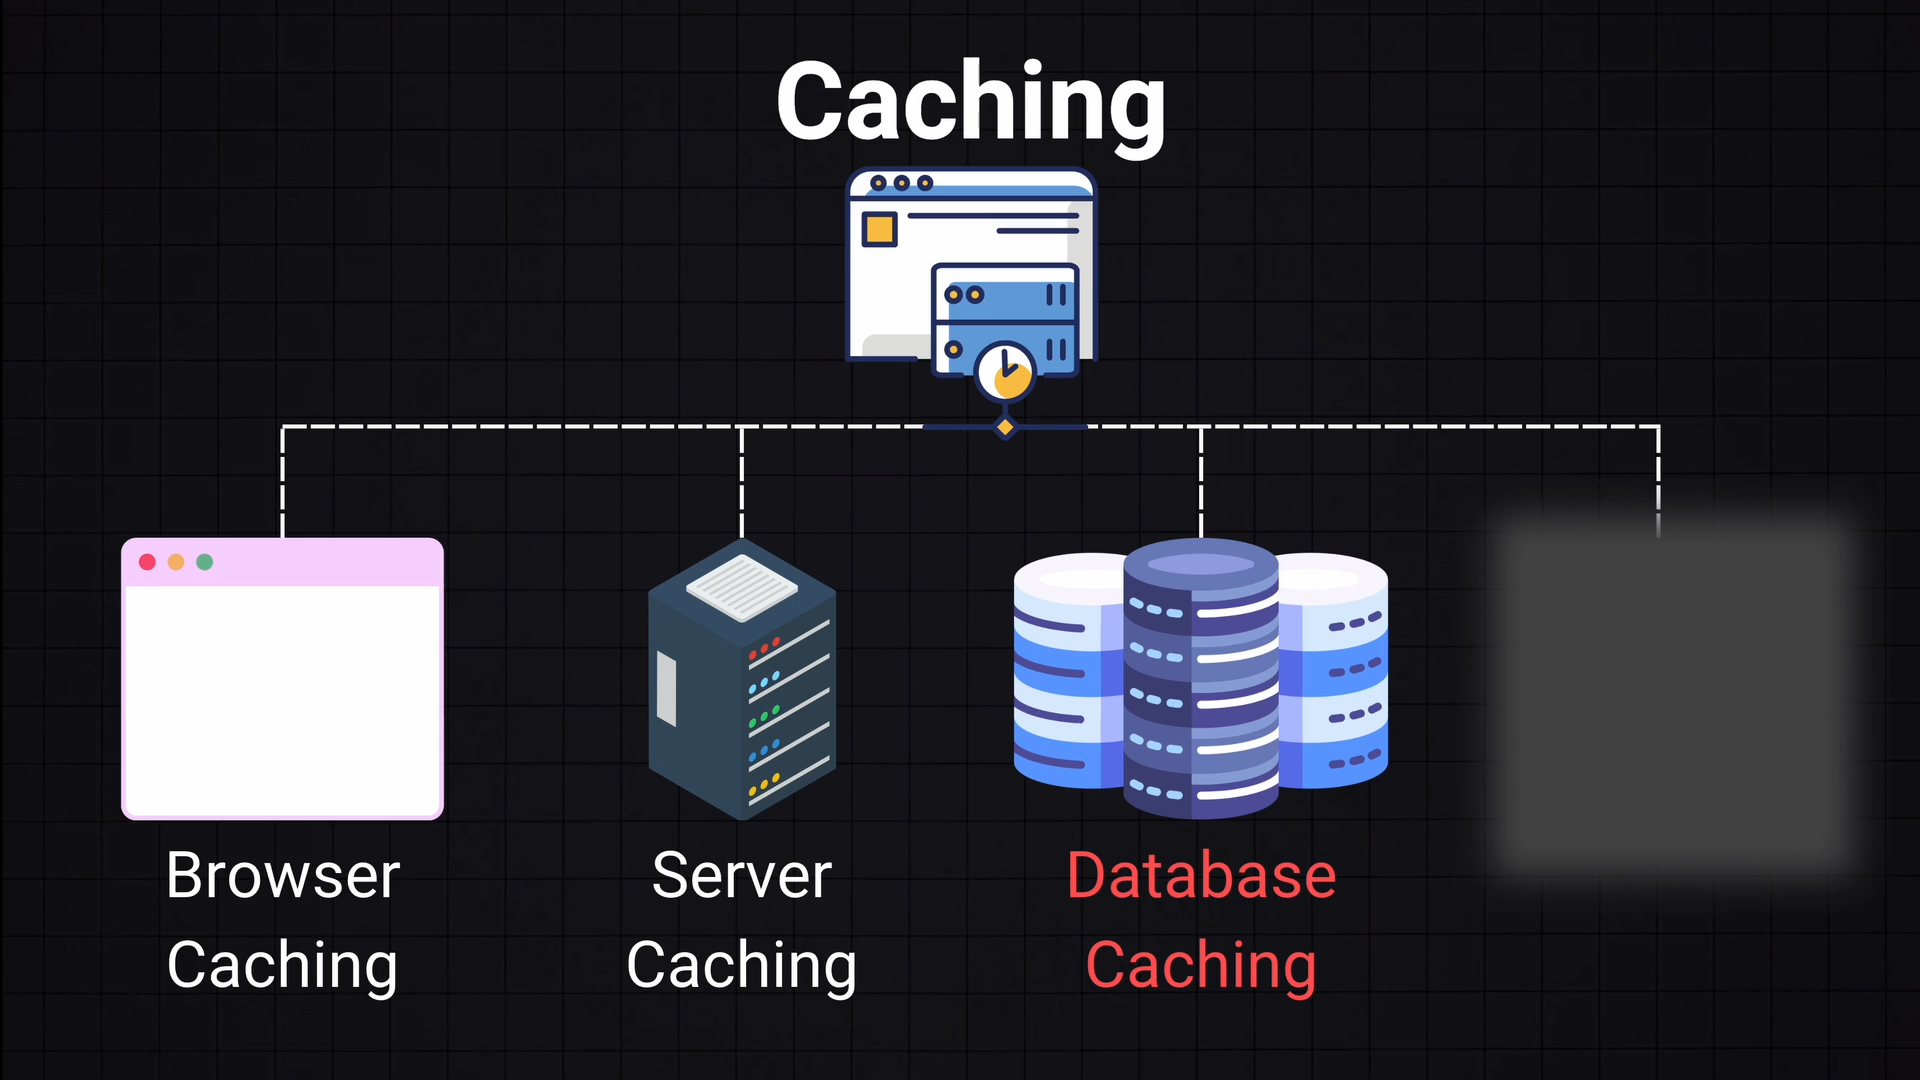 Caching
Browser
Caching
Server
Caching
Database
Caching